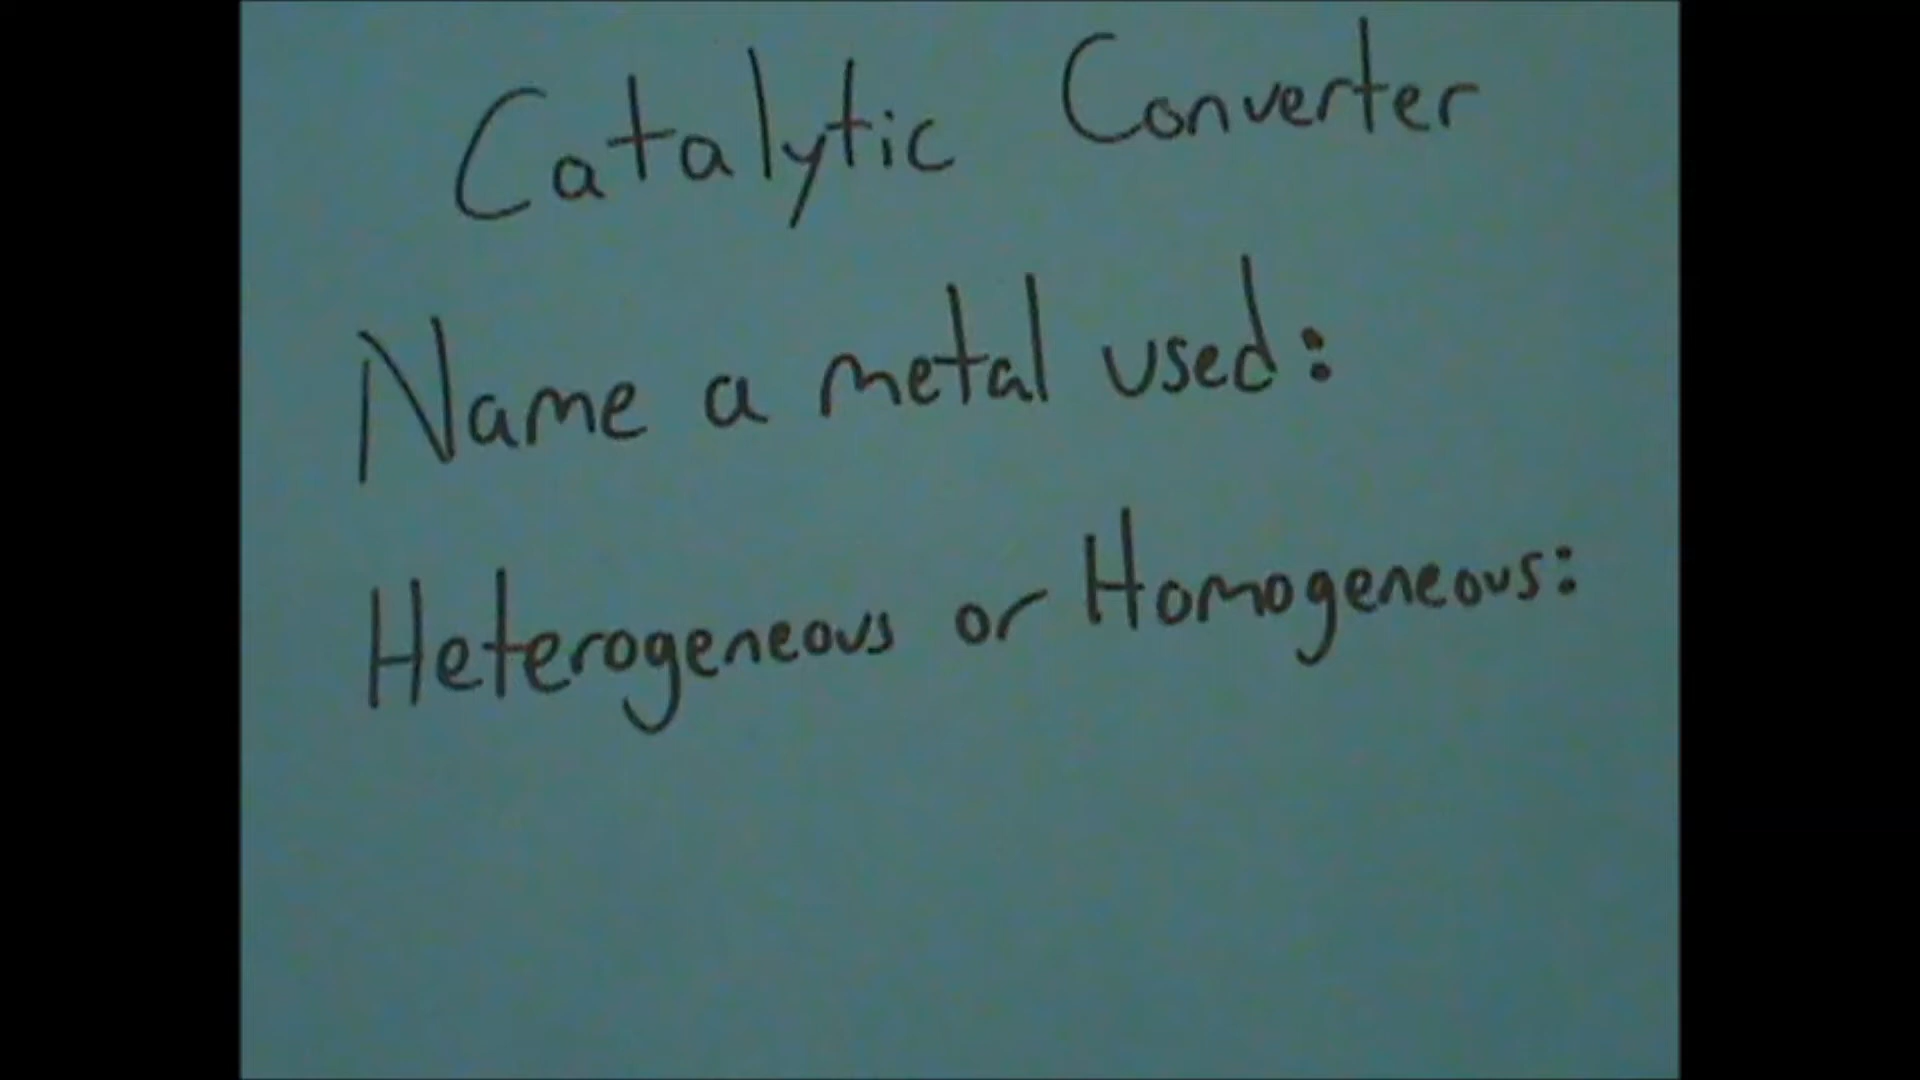 Catalytic Converter
Name a metal used:
Heterogeneous or Homogeneous: